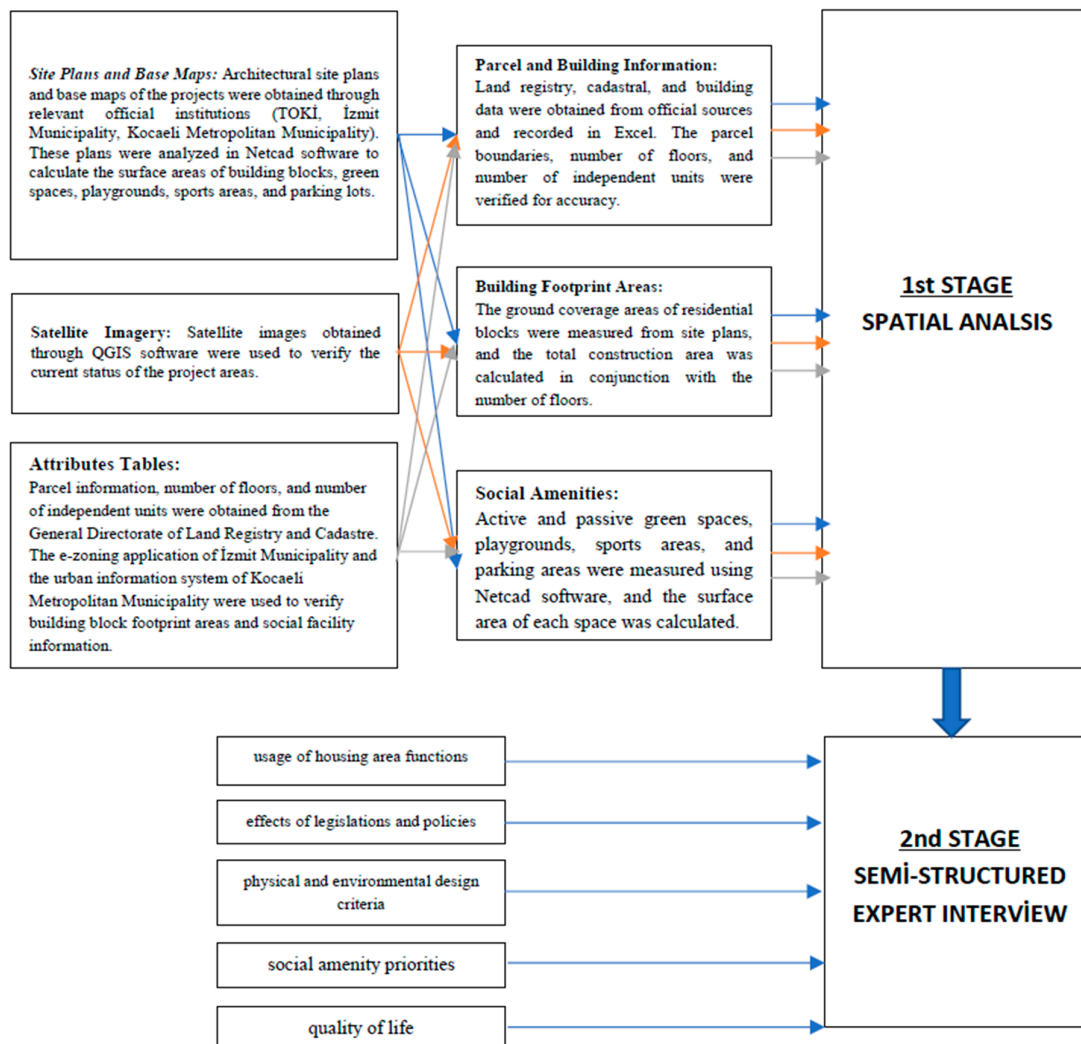 Site Plans and Base Maps: Architectural site plans
and base maps of the projects were obtained through
relevant official institutions (TOKİ, İzmit
Municipality, Kocaeli Metropolitan Municipality).
These plans were analyzed in Netcad software to
calculate the surface areas of building blocks, green
spaces, playgrounds, sports areas, and parking lots.
Satellite Imagery: Satellite images obtained
through QGIS software were used to verify the
current status of the project areas.
Attributes Tables:
Parcel information, number of floors, and number
of independent units were obtained from the
General Directorate of Land Registry and Cadastre.
The e-zoning application of İzmit Municipality and
the urban information system of Kocaeli
Metropolitan Municipality were used to verify
building block footprint areas and social facility
information.
Parcel and Building Information:
Land registry, cadastral, and building
data were obtained from official sources
and recorded in Excel. The parcel
boundaries, number of floors, and
number of independent units were
verified for accuracy.
Building Footprint Areas:
The ground coverage areas of residential
blocks were measured from site plans,
and the total construction area was
calculated in conjunction with the
number of floors.
Social Amenities:
Active and passive green spaces,
playgrounds, sports areas, and
parking areas were measured using
Netcad software, and the surface
area of each space was calculated.
1st STAGE
SPATIAL ANALSIS
usage of housing area functions
effects of legislations and policies
physical and environmental design
criteria
social amenity priorities
quality of life
2nd STAGE
SEMİ-STRUCTURED
EXPERT INTERVİEW